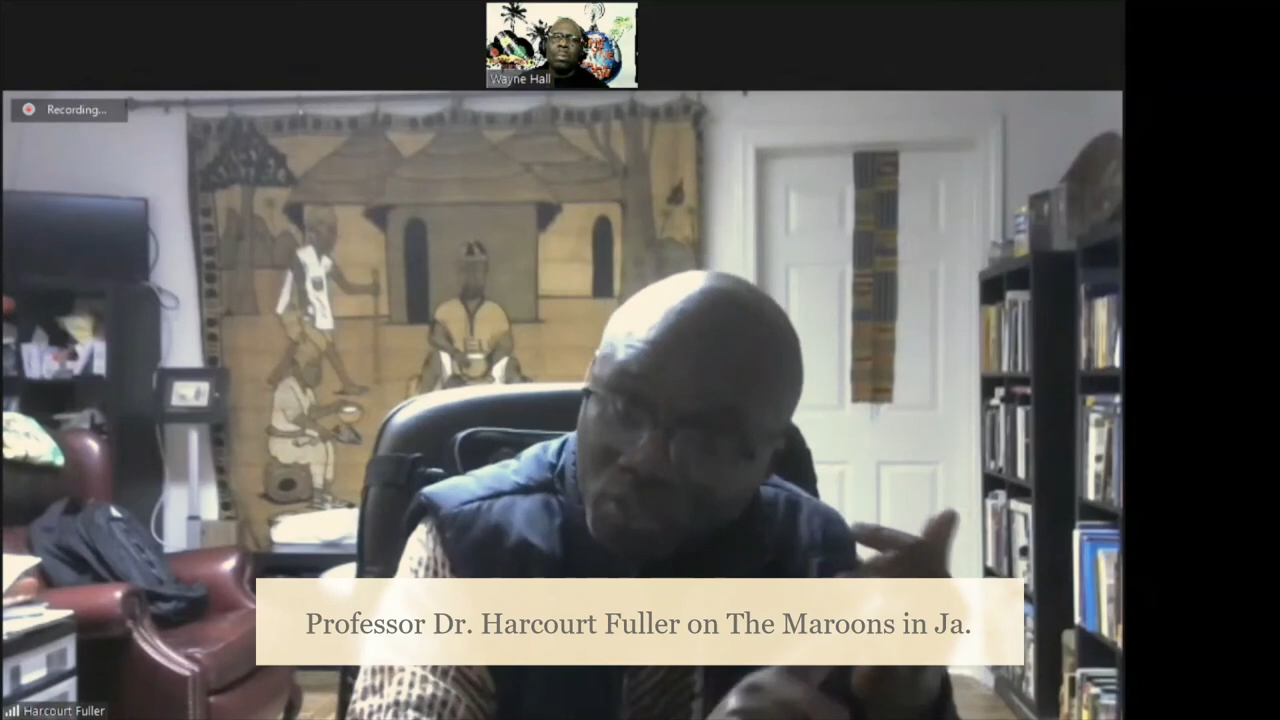 Wayne Hall
Recording...
Professor Dr. Harcourt Fuller on The Maroons in Ja.
Harcourt Fuller